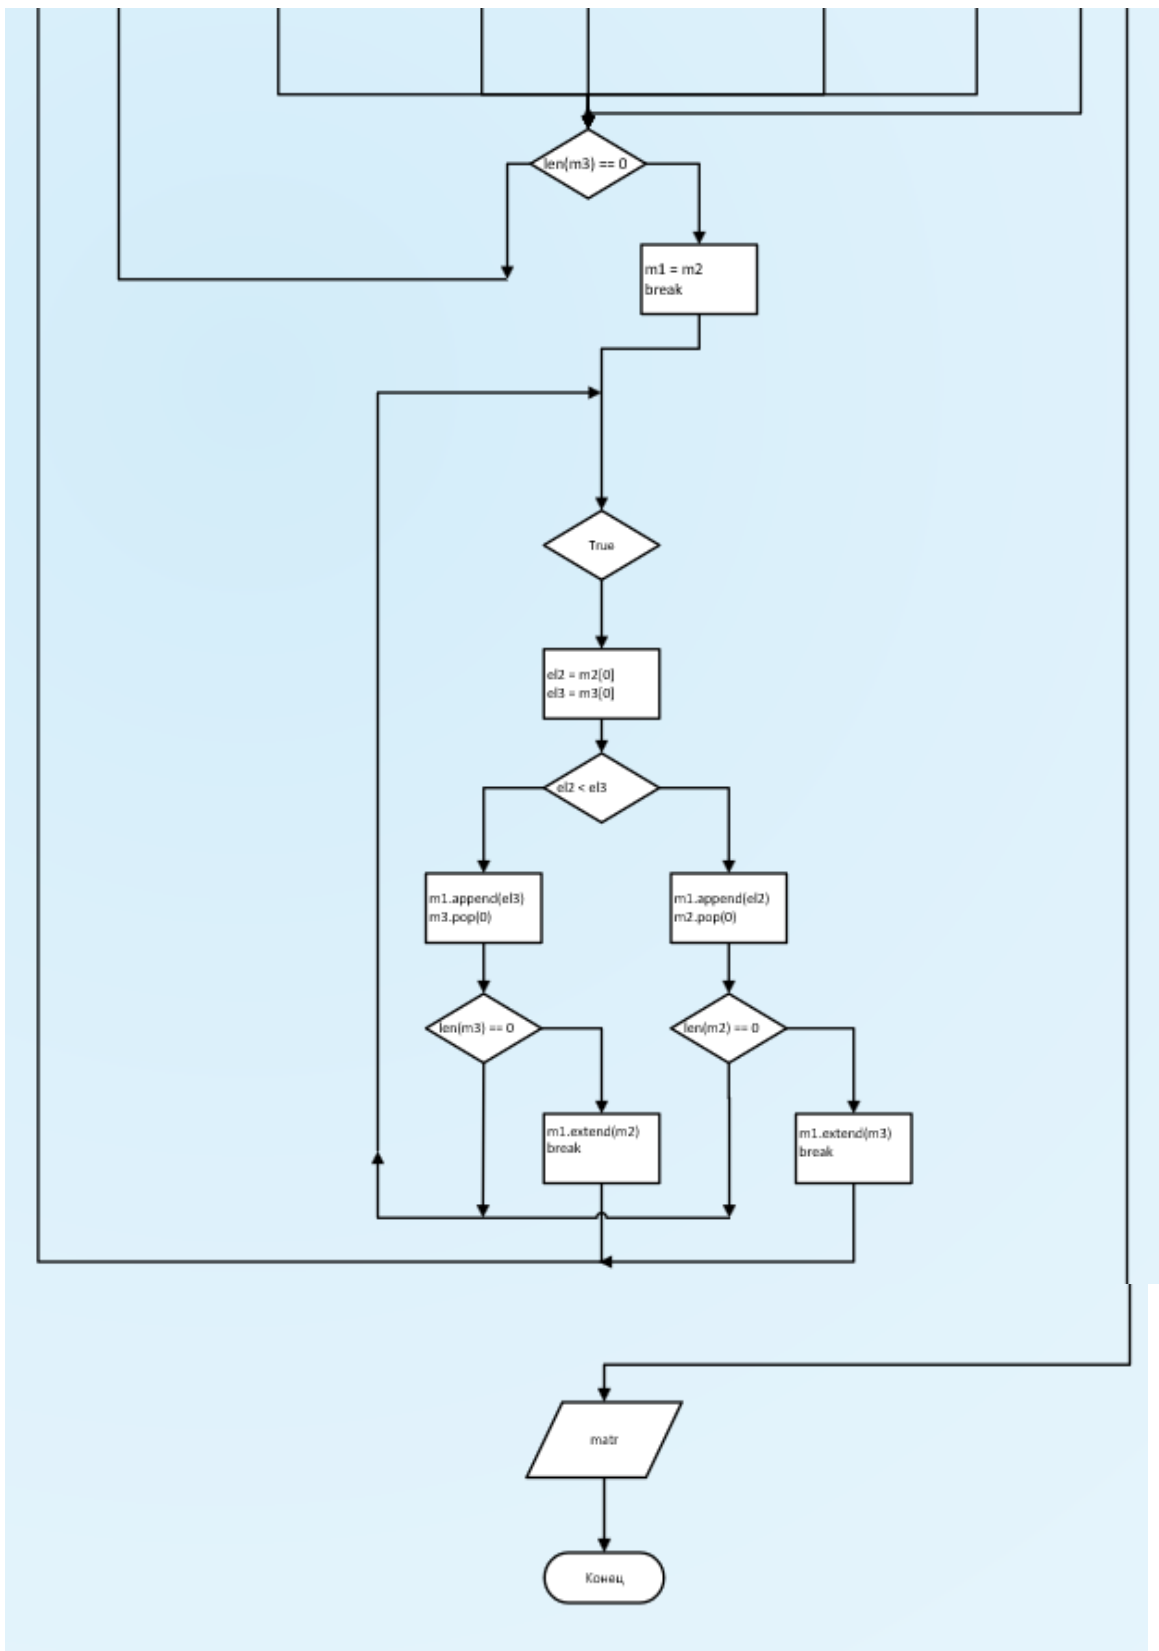 len(m3) == 0
m1 = m2
break
True
el2 = m2[0]
el3 = m3[0]
el2 < el3
m1.append(el3)
m3.pop(0)
m1.append(el2)
m2.pop(0)
len(m3) == 0
len(m2) == 0
m1.extend(m2)
break
m1.extend(m3)
break
matr
Конец